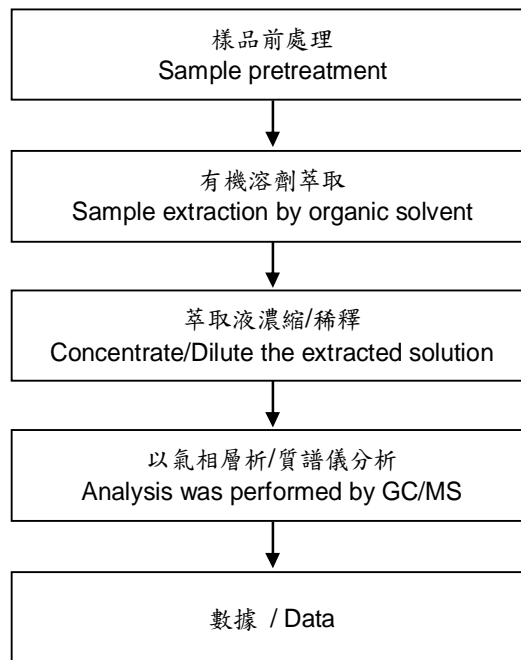 樣品前處理
Sample pretreatment
有機溶劑萃取
Sample extraction by organic solvent
萃取液濃縮/稀釋
Concentrate/Dilute the extracted solution
以氣相層析/質譜儀分析
Analysis was performed by GC/MS
數據 / Data